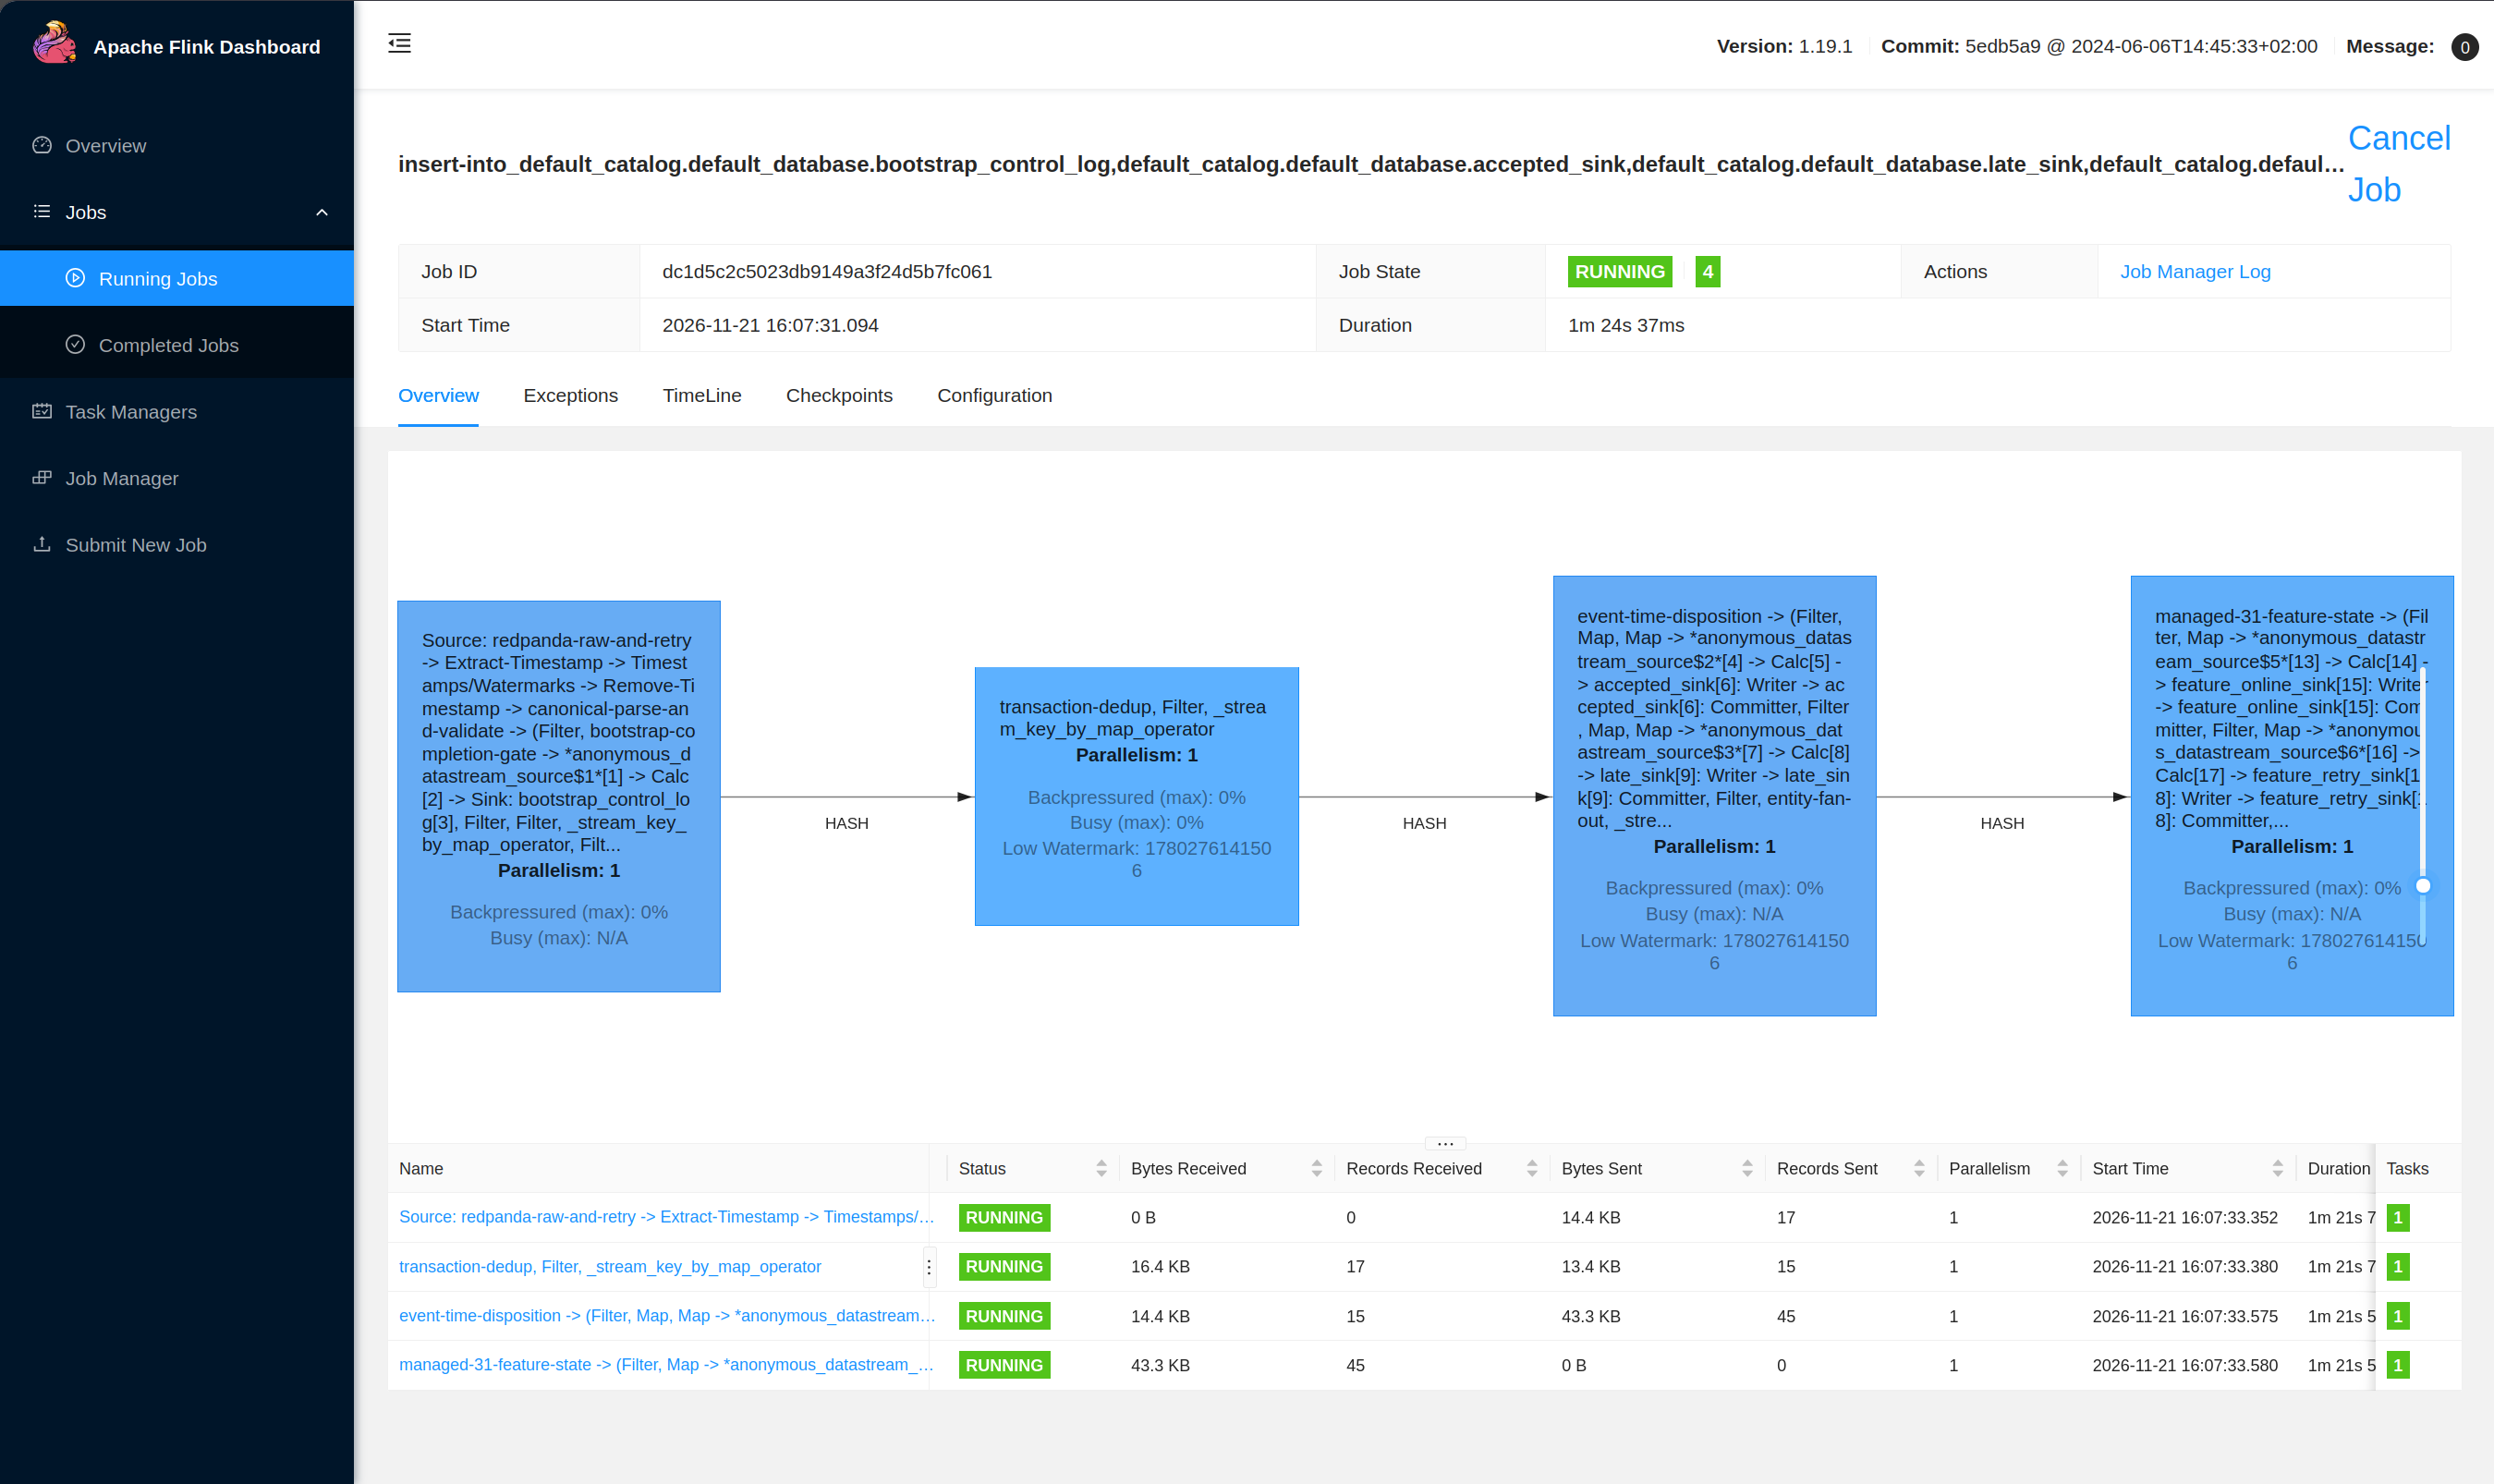 Apache Flink Dashboard
Version: 1.19.1 Commit: 5edb5a9 @ 2024-06-06T14:45:33+02:00 Message: 0
Overview
Jobs
Running Jobs
Completed Jobs
Task Managers
Job Manager
Submit New Job
insert-into_default_catalog.default_database.bootstrap_control_log,default_catalog.default_database.accepted_sink,default_catalog.default_database.late_sink,default_catalog.defaul…
Cancel
Job
Job ID dc1d5c2c5023db9149a3f24d5b7fc061 Job State RUNNING 4 Actions Job Manager Log
Start Time 2026-11-21 16:07:31.094 Duration 1m 24s 37ms
Overview Exceptions TimeLine Checkpoints Configuration
Source: redpanda-raw-and-retry
-> Extract-Timestamp -> Timest
amps/Watermarks -> Remove-Ti
mestamp -> canonical-parse-an
d-validate -> (Filter, bootstrap-co
mpletion-gate -> *anonymous_d
atastream_source$1*[1] -> Calc
[2] -> Sink: bootstrap_control_lo
g[3], Filter, Filter, _stream_key_
by_map_operator, Filt...
Parallelism: 1
Backpressured (max): 0%
Busy (max): N/A
HASH
transaction-dedup, Filter, _strea
m_key_by_map_operator
Parallelism: 1
Backpressured (max): 0%
Busy (max): 0%
Low Watermark: 178027614150
6
HASH
event-time-disposition -> (Filter,
Map, Map -> *anonymous_datas
tream_source$2*[4] -> Calc[5] -
> accepted_sink[6]: Writer -> ac
cepted_sink[6]: Committer, Filter
, Map, Map -> *anonymous_dat
astream_source$3*[7] -> Calc[8]
-> late_sink[9]: Writer -> late_sin
k[9]: Committer, Filter, entity-fan-
out, _stre...
Parallelism: 1
Backpressured (max): 0%
Busy (max): N/A
Low Watermark: 178027614150
6
HASH
managed-31-feature-state -> (Fil
ter, Map -> *anonymous_datastr
eam_source$5*[13] -> Calc[14] -
> feature_online_sink[15]: Writer
-> feature_online_sink[15]: Com
mitter, Filter, Map -> *anonymou
s_datastream_source$6*[16] ->
Calc[17] -> feature_retry_sink[1
8]: Writer -> feature_retry_sink[1
8]: Committer,...
Parallelism: 1
Backpressured (max): 0%
Busy (max): N/A
Low Watermark: 178027614150
6
Name Status Bytes Received Records Received Bytes Sent Records Sent Parallelism Start Time Duration Tasks
Source: redpanda-raw-and-retry -> Extract-Timestamp -> Timestamps/… RUNNING 0 B 0 14.4 KB 17 1 2026-11-21 16:07:33.352 1m 21s 7 1
transaction-dedup, Filter, _stream_key_by_map_operator RUNNING 16.4 KB 17 13.4 KB 15 1 2026-11-21 16:07:33.380 1m 21s 7 1
event-time-disposition -> (Filter, Map, Map -> *anonymous_datastream… RUNNING 14.4 KB 15 43.3 KB 45 1 2026-11-21 16:07:33.575 1m 21s 5 1
managed-31-feature-state -> (Filter, Map -> *anonymous_datastream_… RUNNING 43.3 KB 45 0 B 0 1 2026-11-21 16:07:33.580 1m 21s 5 1